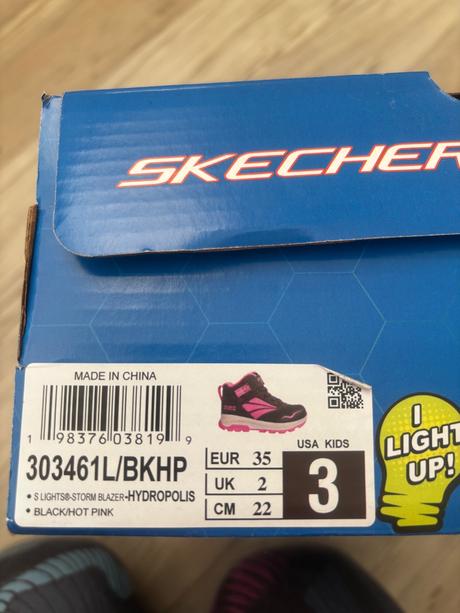 SKECHER
MADE IN CHINA
1 98376 03819 9
303461L/BKHP
• S LIGHTS®-STORM BLAZER-HYDROPOLIS
• BLACK/HOT PINK
EUR 35
UK 2
CM 22
USA KIDS
3
I
LIGHT
UP!